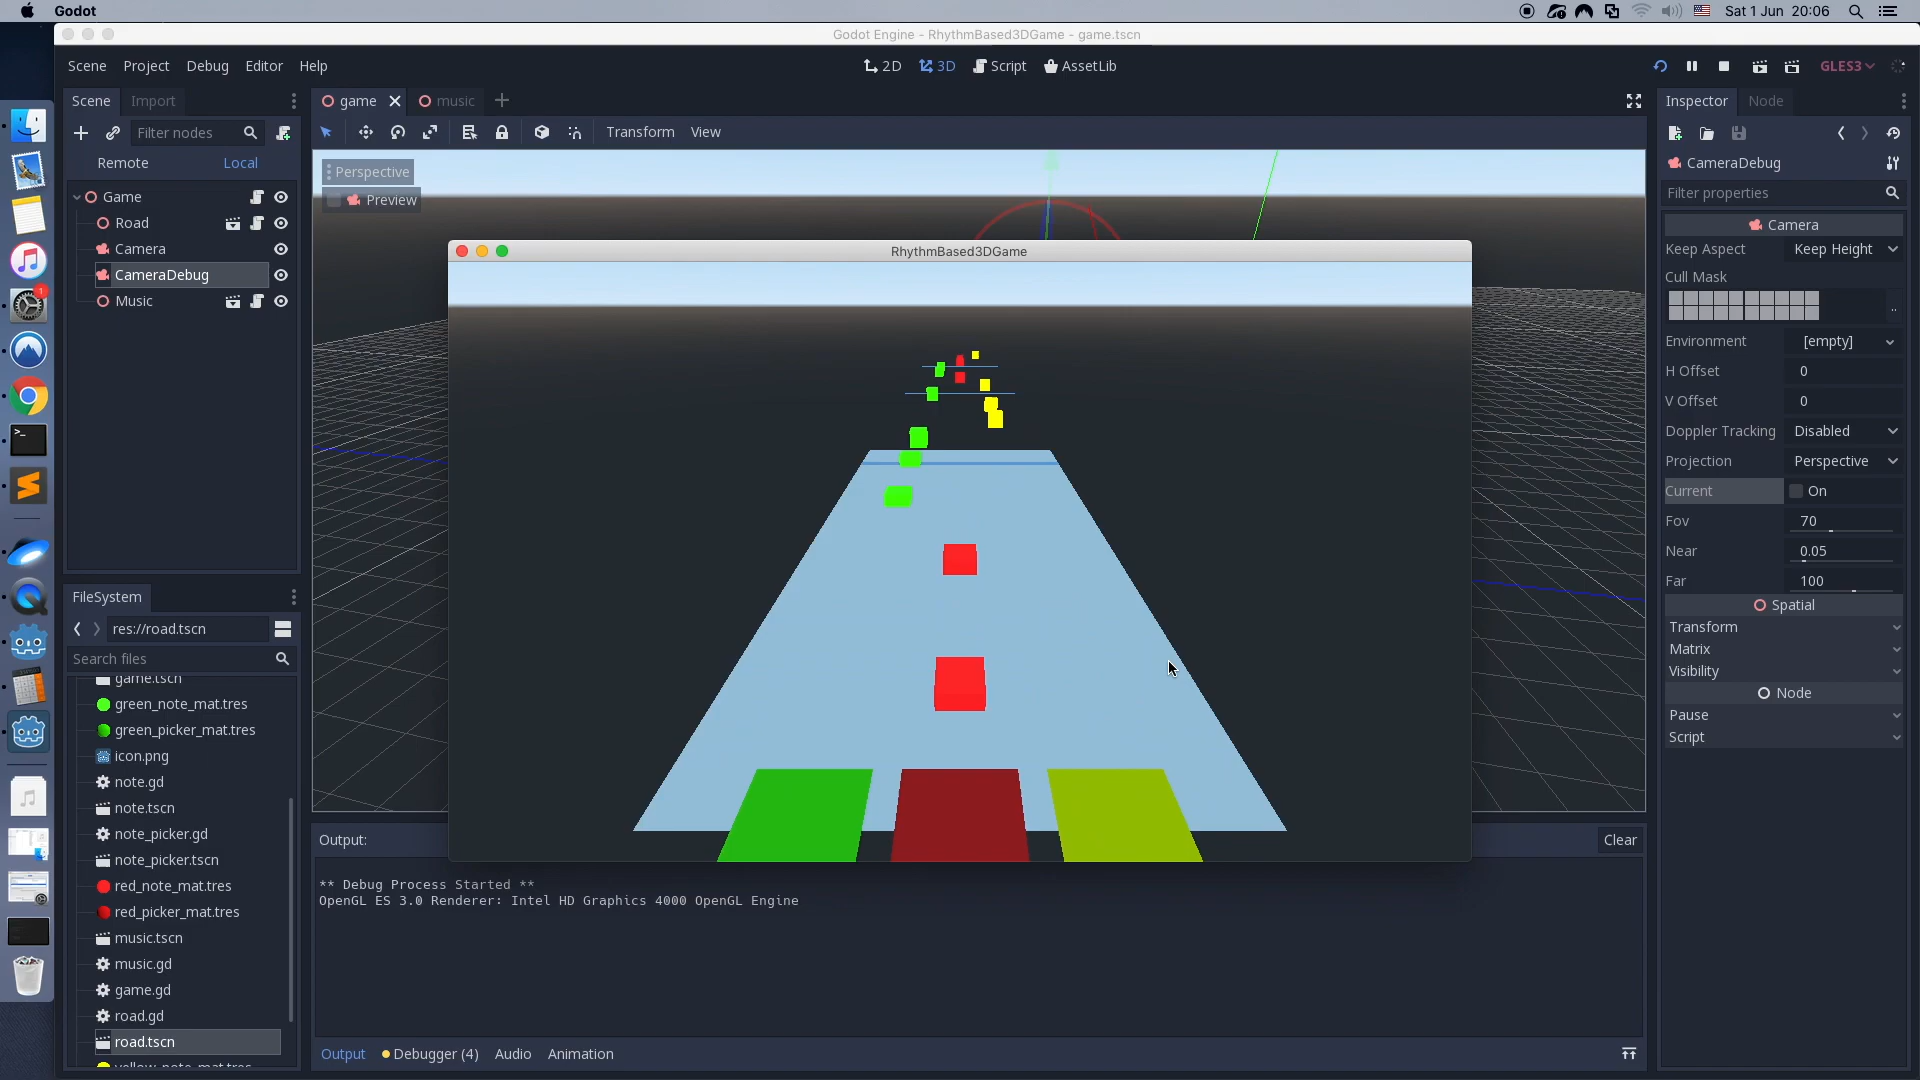 Godot
Sat 1 Jun 20:06
Godot Engine - RhythmBased3DGame - game.tscn
Scene Project Debug Editor Help
2D 3D Script AssetLib
GLES3
Scene Import
game music
Inspector Node
Filter nodes
Transform View
Remote Local
Perspective
Preview
CameraDebug
Filter properties
Game
Road
Camera
CameraDebug
Music
RhythmBased3DGame
Camera
Keep Aspect Keep Height
Cull Mask
..
Environment [empty]
H Offset 0
V Offset 0
Doppler Tracking Disabled
Projection Perspective
Current On
Fov 70
Near 0.05
Far 100
Spatial
Transform
Matrix
Visibility
Node
Pause
Script
FileSystem
res://road.tscn
Search files
game.tscn
green_note_mat.tres
green_picker_mat.tres
icon.png
note.gd
note.tscn
note_picker.gd
note_picker.tscn
red_note_mat.tres
red_picker_mat.tres
music.tscn
music.gd
game.gd
road.gd
road.tscn
yellow_note_mat.tres
Output:
Clear
** Debug Process Started **
OpenGL ES 3.0 Renderer: Intel HD Graphics 4000 OpenGL Engine
Output Debugger (4) Audio Animation
1